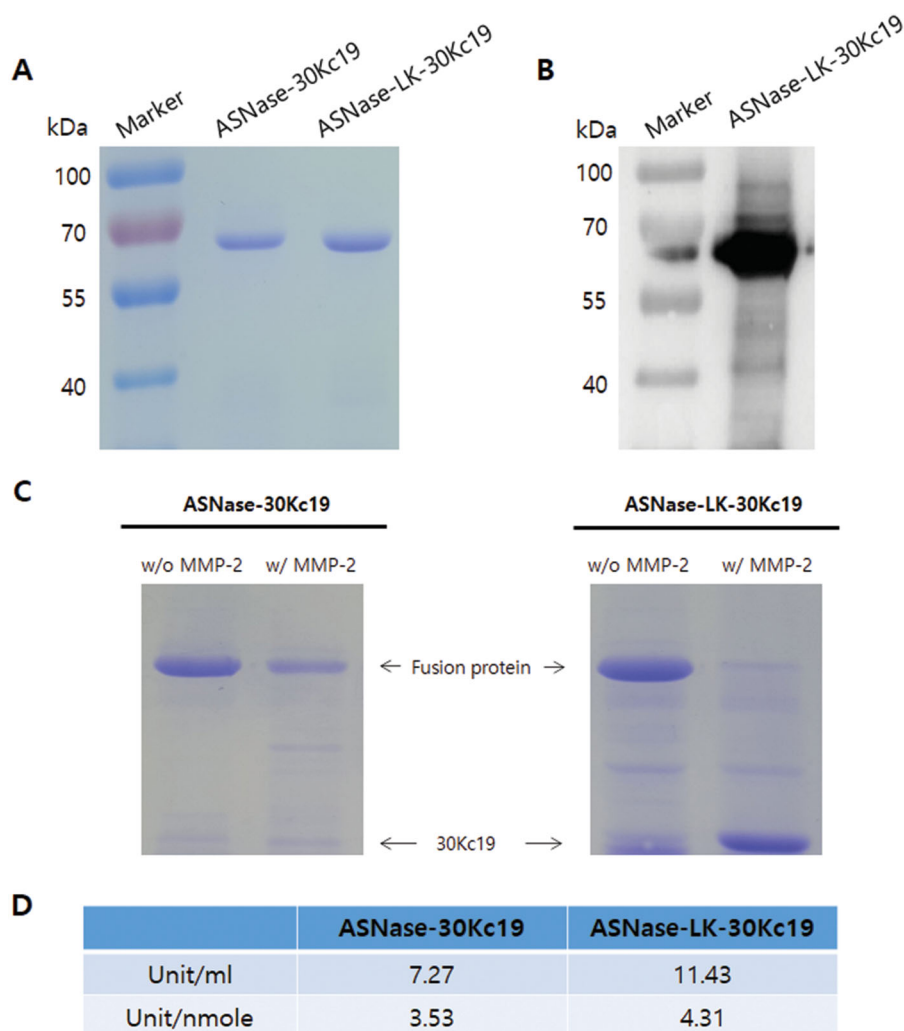 A
kDa
Marker
ASNase-30Kc19
ASNase-LK-30Kc19
100
70
55
40
B
kDa
Marker
ASNase-LK-30Kc19
100
70
55
40
C
ASNase-30Kc19
w/o MMP-2 w/ MMP-2
ASNase-LK-30Kc19
w/o MMP-2 w/ MMP-2
← Fusion protein →
← 30Kc19 →
D
ASNase-30Kc19 ASNase-LK-30Kc19
Unit/ml 7.27 11.43
Unit/nmole 3.53 4.31